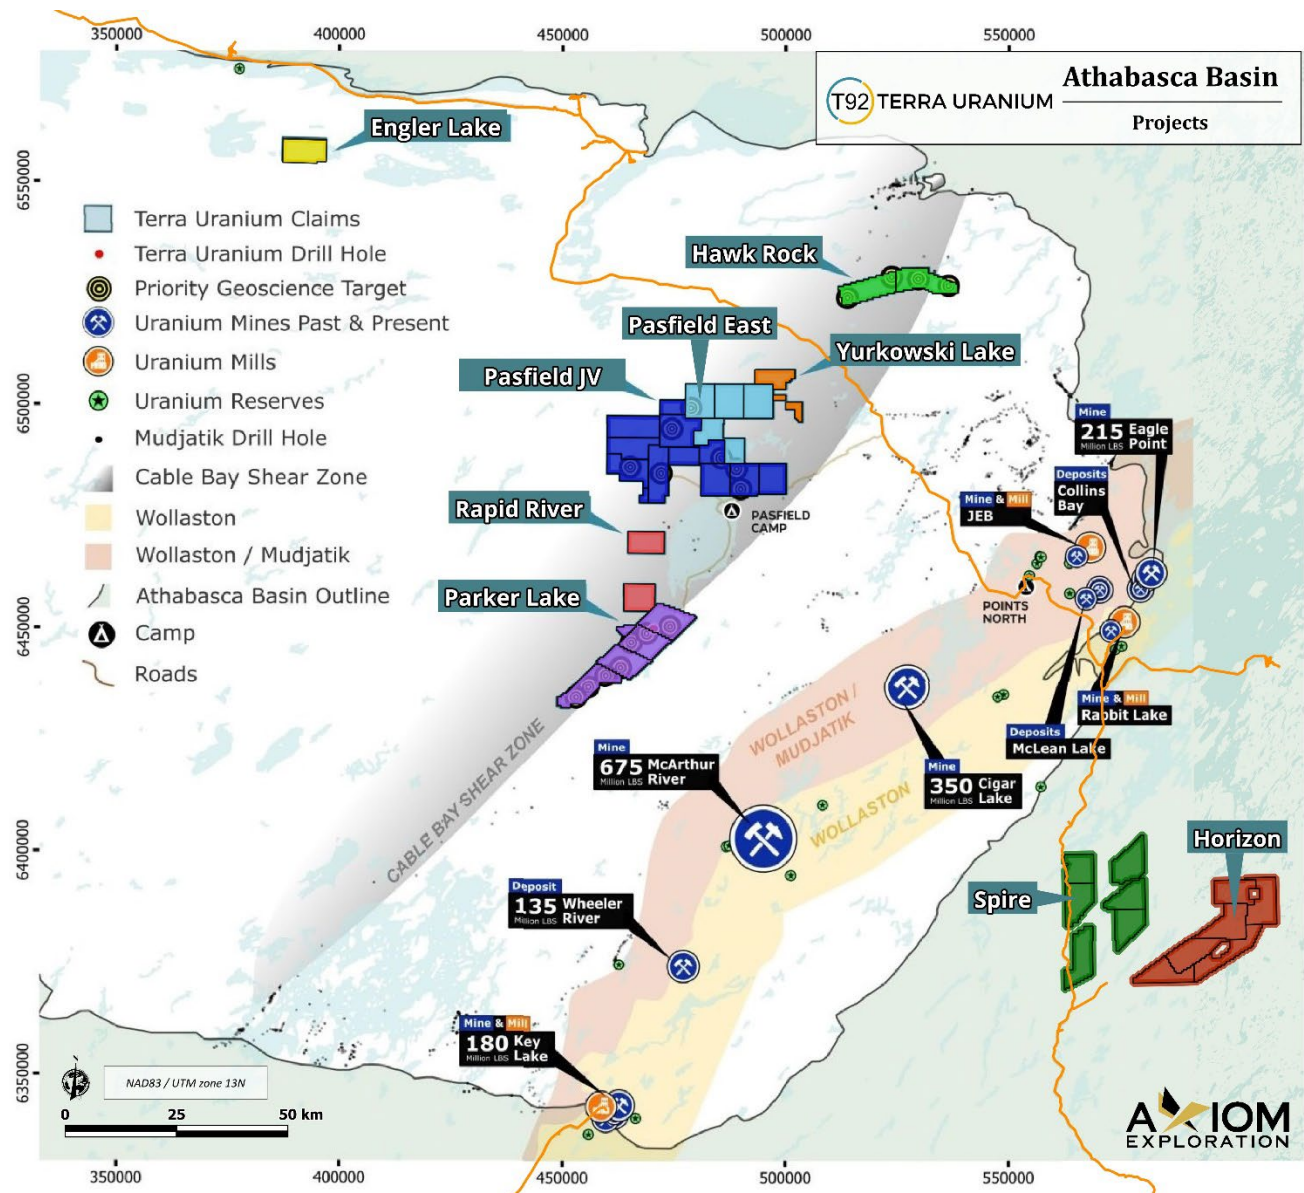 350000
400000
450000
500000
550000
T92 TERRA URANIUM
Athabasca Basin
Projects
Engler Lake
6550000
6500000
6450000
6400000
6350000
Terra Uranium Claims
Terra Uranium Drill Hole
Priority Geoscience Target
Uranium Mines Past & Present
Uranium Mills
Uranium Reserves
Mudjatik Drill Hole
Cable Bay Shear Zone
Wollaston
Wollaston / Mudjatik
Athabasca Basin Outline
Camp
Roads
Hawk Rock
Pasfield East
Yurkowski Lake
Pasfield JV
Rapid River
PASFIELD
CAMP
Parker Lake
Mine
215 Eagle
Million LBS Point
Deposits
Collins
Bay
Mine & Mill
JEB
POINTS
NORTH
Mine & Mill
Rabbit Lake
Deposits
McLean Lake
WOLLASTON /
MUDJATIK
WOLLASTON
CABLE BAY SHEAR ZONE
Mine
675 McArthur
Million LBS River
Mine
350 Cigar
Million LBS Lake
Deposit
135 Wheeler
Million LBS River
Mine & Mill
180 Key
Million LBS Lake
Spire
Horizon
NAD83 / UTM zone 13N
0 25 50 km
AXIOM
EXPLORATION
350000
400000
450000
500000
550000